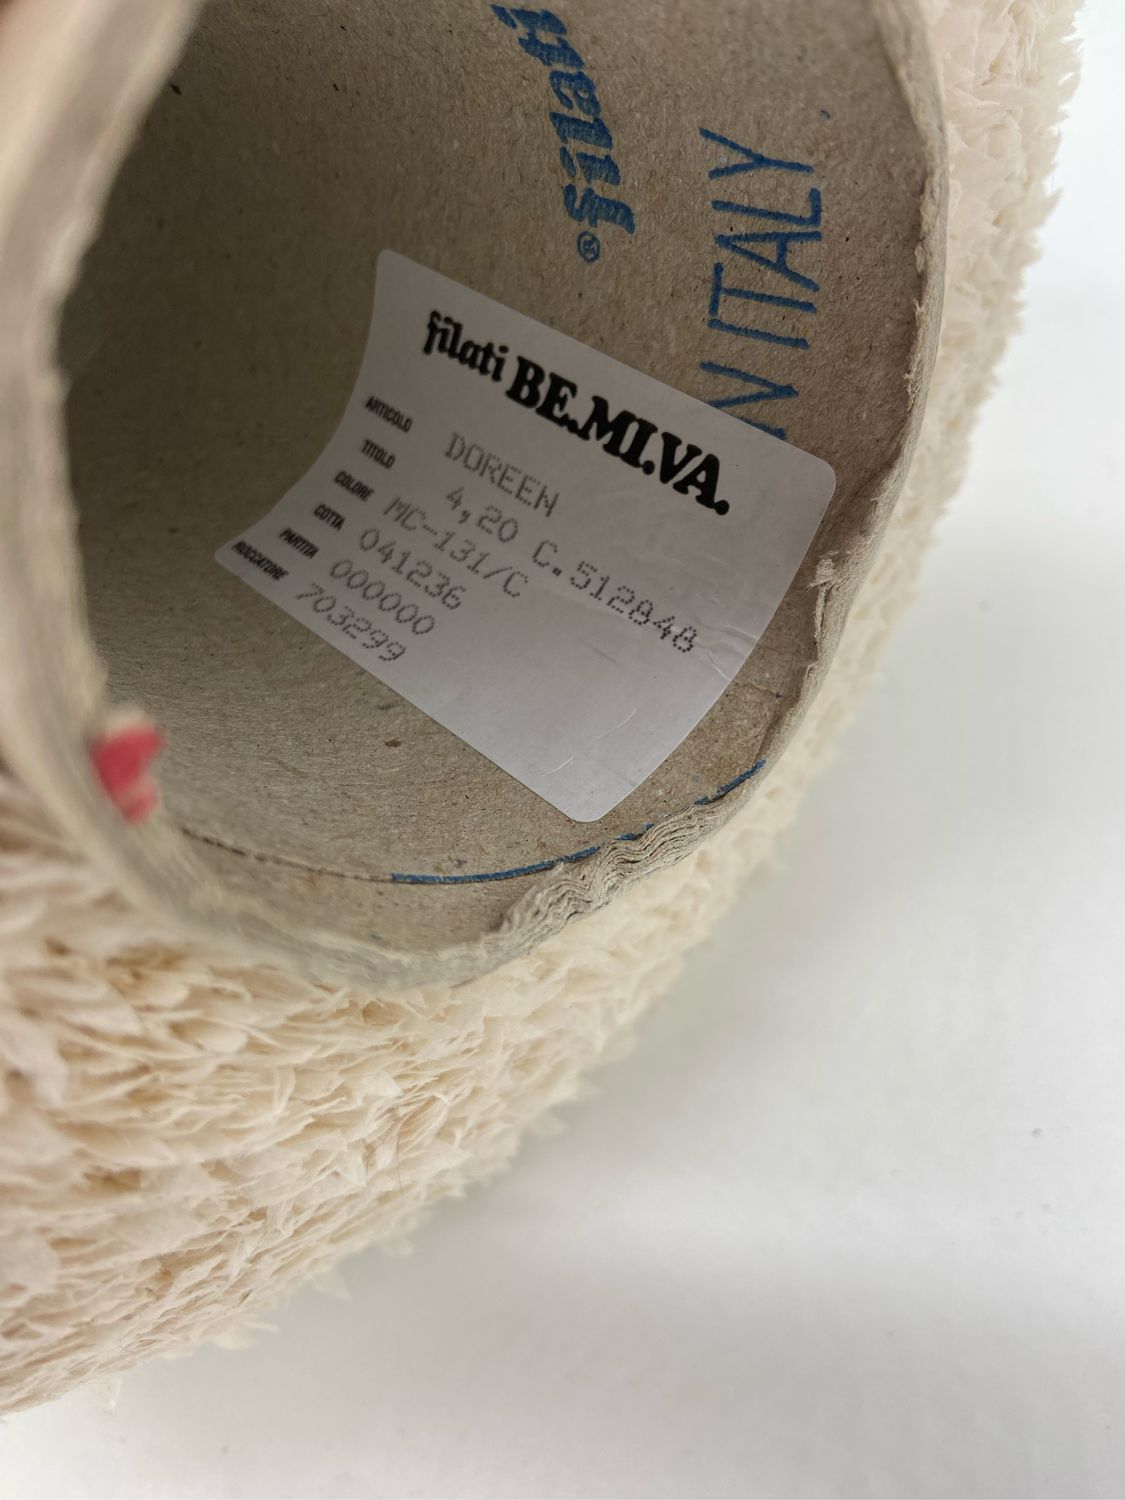 filati ®
N ITALY
filati BE.MI.VA.
ARTICOLO DOREEN
TITOLO 4,20 C.512848
COLORE MC-131/C
COTTA 041236
PARTITA 000000
ROCCATORE 703299